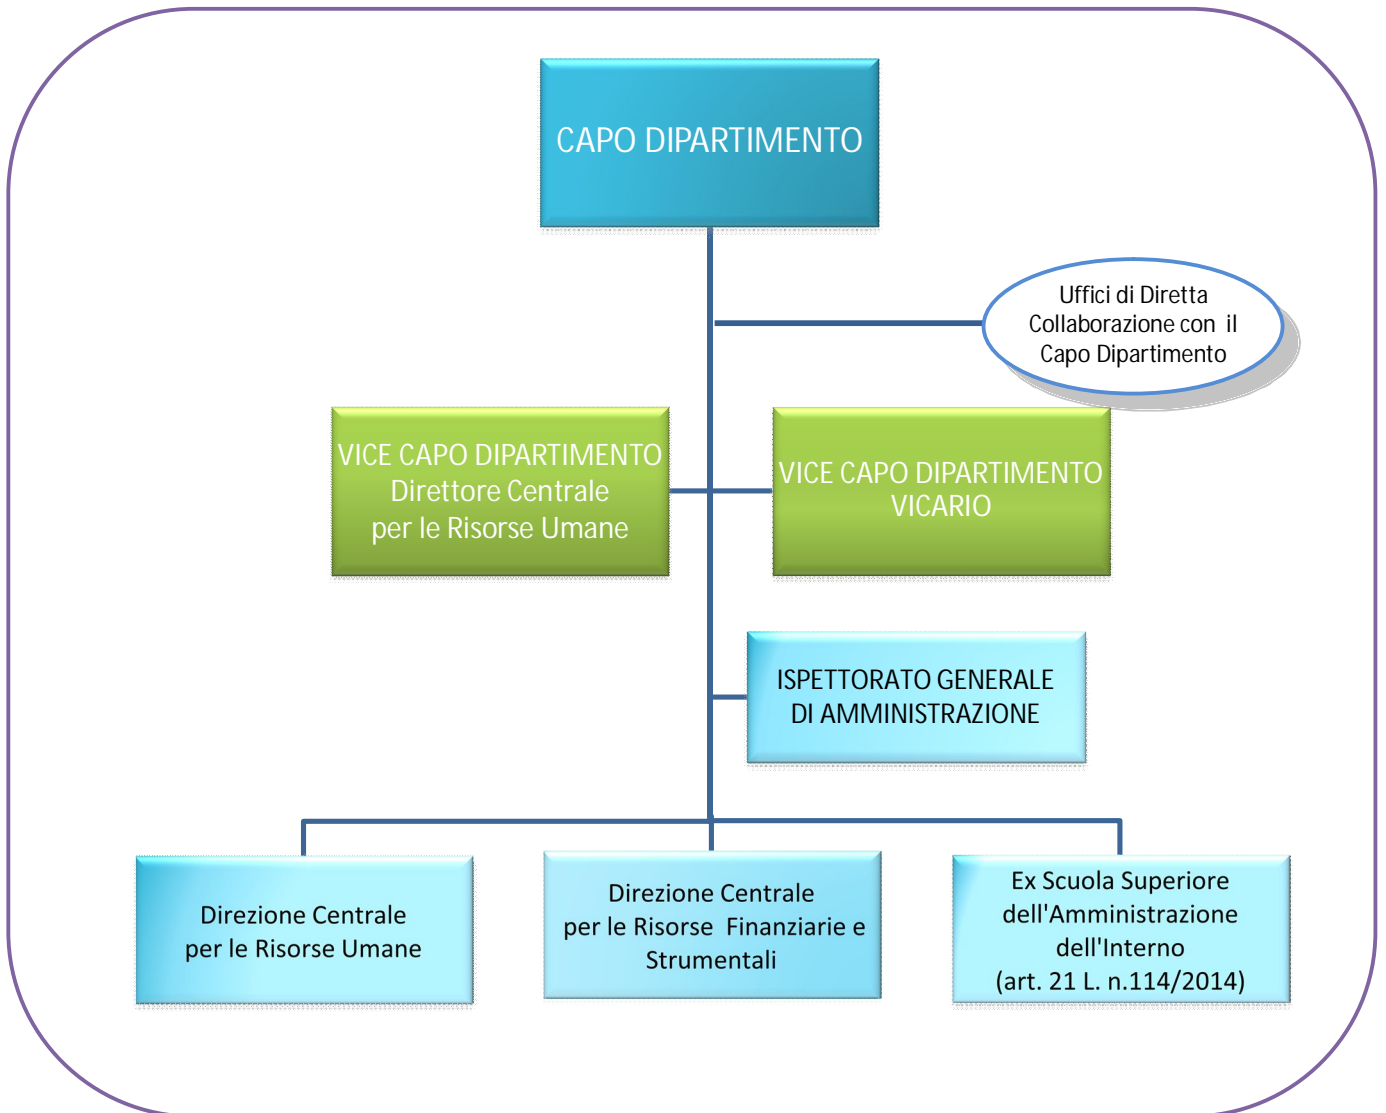 CAPO DIPARTIMENTO
Uffici di Diretta
Collaborazione con il
Capo Dipartimento
VICE CAPO DIPARTIMENTO
Direttore Centrale
per le Risorse Umane
VICE CAPO DIPARTIMENTO
VICARIO
ISPETTORATO GENERALE
DI AMMINISTRAZIONE
Direzione Centrale
per le Risorse Umane
Direzione Centrale
per le Risorse Finanziarie e
Strumentali
Ex Scuola Superiore
dell'Amministrazione
dell'Interno
(art. 21 L. n.114/2014)